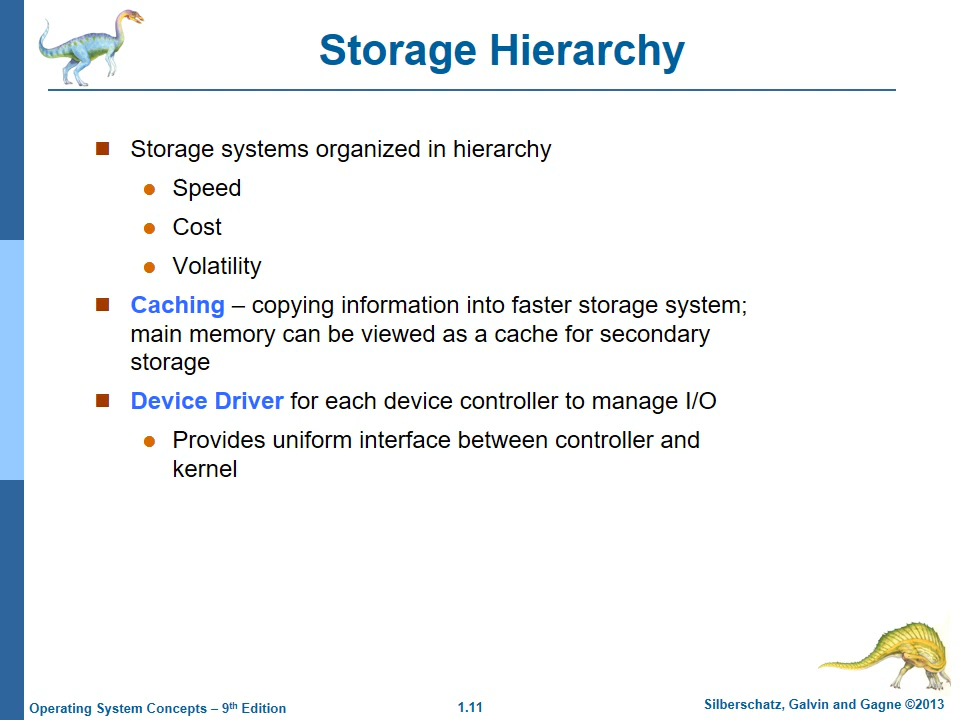 Storage Hierarchy
Storage systems organized in hierarchy
Speed
Cost
Volatility
Caching – copying information into faster storage system;
main memory can be viewed as a cache for secondary
storage
Device Driver for each device controller to manage I/O
Provides uniform interface between controller and
kernel
Operating System Concepts – 9th Edition
1.11
Silberschatz, Galvin and Gagne ©2013